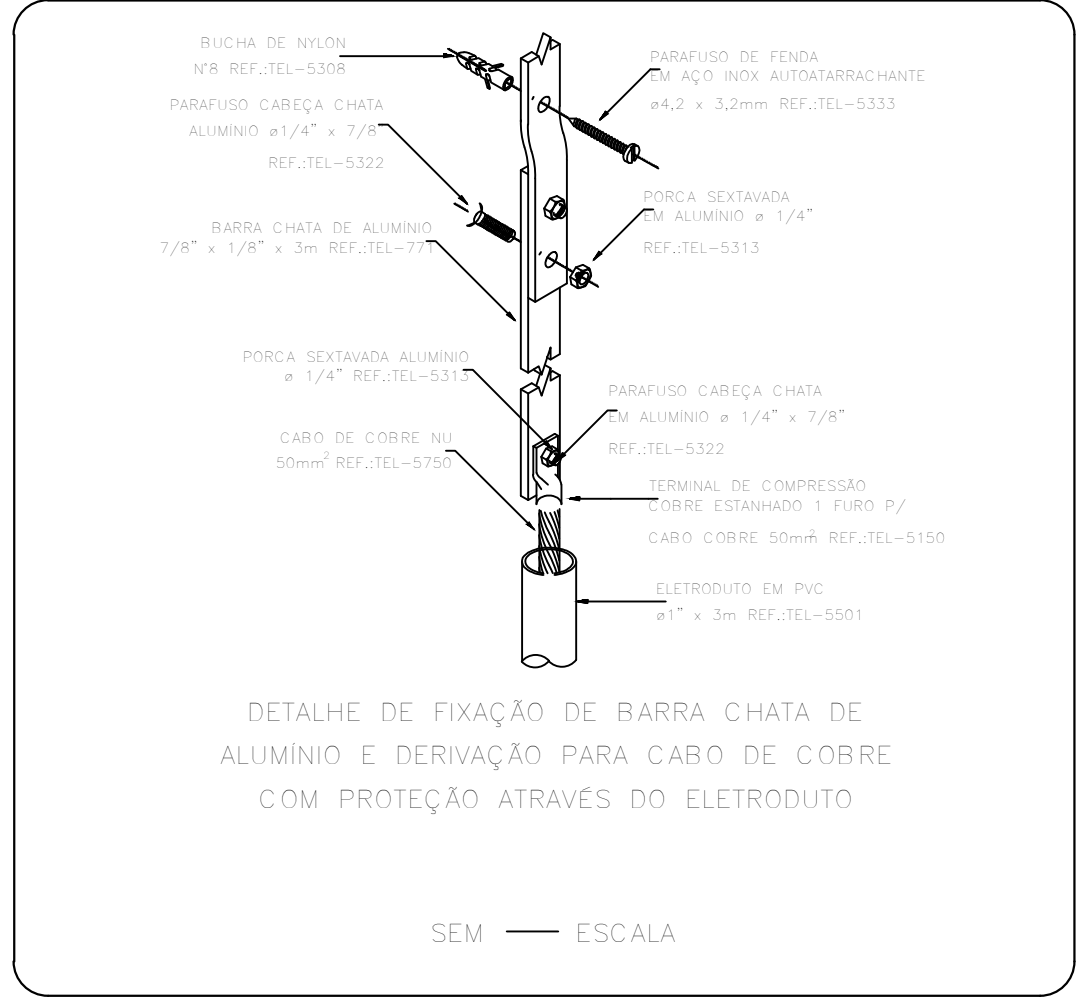 BUCHA DE NYLON
N°8 REF.:TEL-5308
PARAFUSO DE FENDA
EM AÇO INOX AUTOATARRACHANTE
ø4,2 x 3,2mm REF.:TEL-5333
PARAFUSO CABEÇA CHATA
ALUMÍNIO ø1/4" x 7/8"
REF.:TEL-5322
PORCA SEXTAVADA
EM ALUMÍNIO ø 1/4"
REF.:TEL-5313
BARRA CHATA DE ALUMÍNIO
7/8" x 1/8" x 3m REF.:TEL-771
PORCA SEXTAVADA ALUMÍNIO
ø 1/4" REF.:TEL-5313
PARAFUSO CABEÇA CHATA
EM ALUMÍNIO ø 1/4" x 7/8"
REF.:TEL-5322
CABO DE COBRE NU
50mm² REF.:TEL-5750
TERMINAL DE COMPRESSÃO
COBRE ESTANHADO 1 FURO P/
CABO COBRE 50mm² REF.:TEL-5150
ELETRODUTO EM PVC
ø1" x 3m REF.:TEL-5501
DETALHE DE FIXAÇÃO DE BARRA CHATA DE
ALUMÍNIO E DERIVAÇÃO PARA CABO DE COBRE
COM PROTEÇÃO ATRAVÉS DO ELETRODUTO
SEM — ESCALA